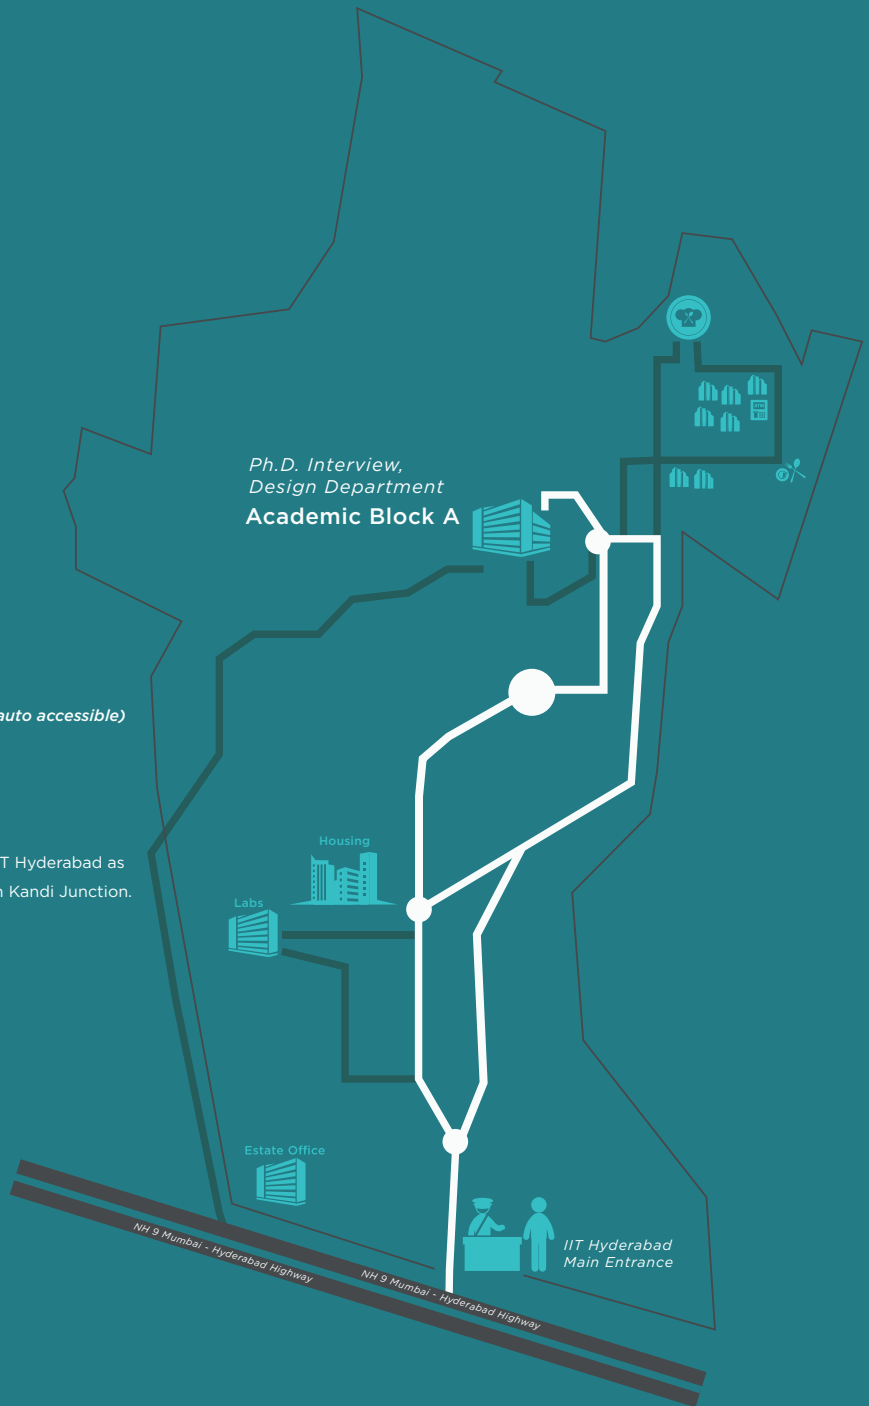 Ph.D. Interview,
Design Department
Academic Block A
auto accessible)
Housing
T Hyderabad as
Kandi Junction.
Labs
Estate Office
NH 9 Mumbai - Hyderabad Highway
IIT Hyderabad
Main Entrance
NH 9 Mumbai - Hyderabad Highway